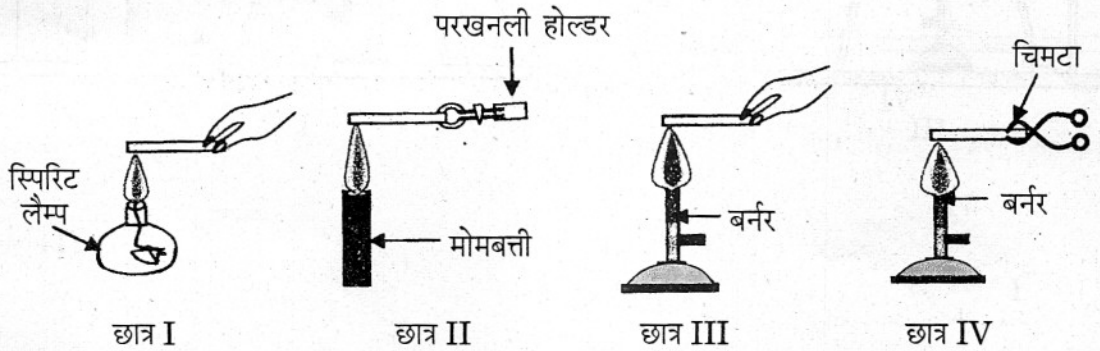 परखनली होल्डर
चिमटा
स्पिरिट
लैम्प
मोमबत्ती
बर्नर
बर्नर
छात्र I
छात्र II
छात्र III
छात्र IV